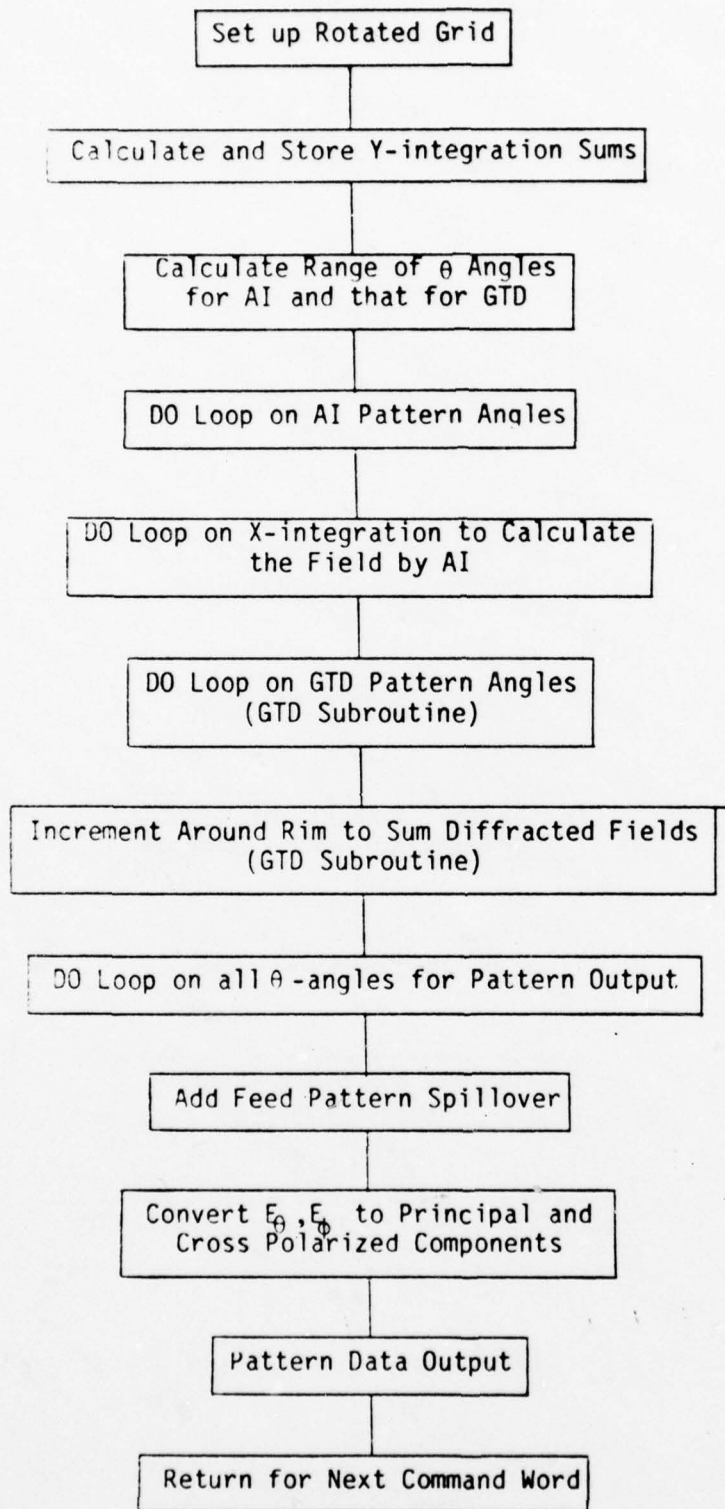 Set up Rotated Grid
Calculate and Store Y-integration Sums
Calculate Range of θ Angles
for AI and that for GTD
DO Loop on AI Pattern Angles
DO Loop on X-integration to Calculate
the Field by AI
DO Loop on GTD Pattern Angles
(GTD Subroutine)
Increment Around Rim to Sum Diffracted Fields
(GTD Subroutine)
DO Loop on all θ-angles for Pattern Output
Add Feed Pattern Spillover
Convert E_θ, E_ϕ to Principal and
Cross Polarized Components
Pattern Data Output
Return for Next Command Word